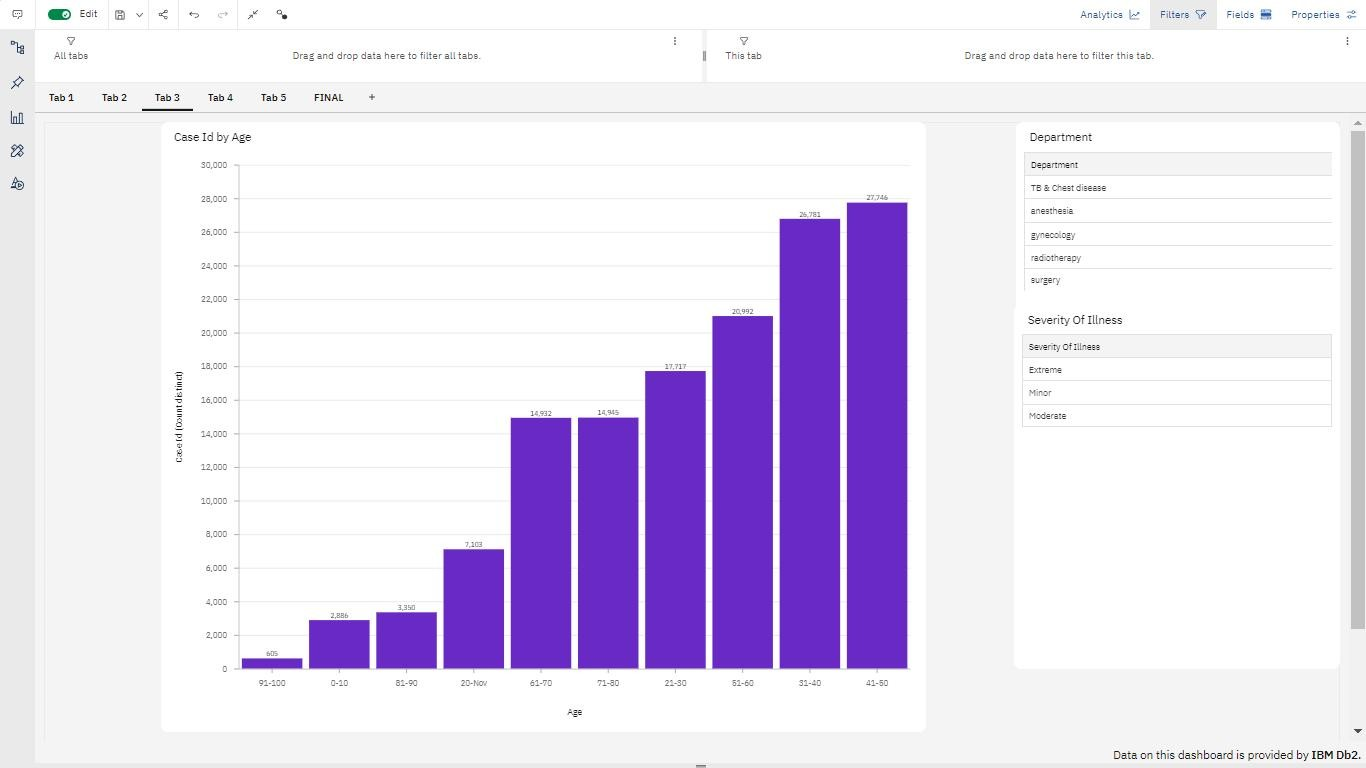 Edit
Analytics
Filters
Fields
Properties
All tabs
Drag and drop data here to filter all tabs.
This tab
Drag and drop data here to filter this tab.
Tab 1
Tab 2
Tab 3
Tab 4
Tab 5
FINAL
+
Case Id by Age
30,000
28,000
26,000
24,000
22,000
20,000
18,000
16,000
14,000
12,000
10,000
8,000
6,000
4,000
2,000
0
Case Id (Count distinct)
605
2,886
3,350
7,103
14,932
14,945
17,717
20,992
26,781
27,746
91-100
0-10
81-90
20-Nov
61-70
71-80
21-30
51-60
31-40
41-50
Age
Department
Department
TB & Chest disease
anesthesia
gynecology
radiotherapy
surgery
Severity Of Illness
Severity Of Illness
Extreme
Minor
Moderate
Data on this dashboard is provided by IBM Db2.